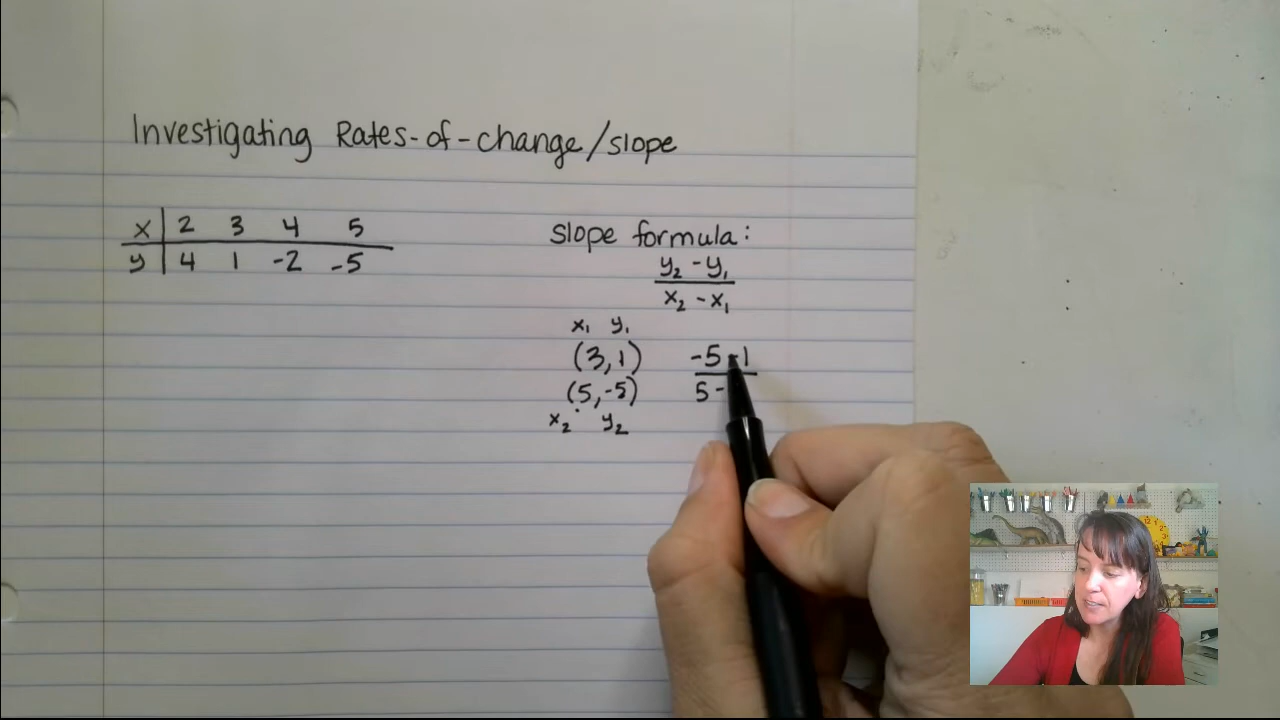 Investigating Rates-of-change/slope
x | 2 3 4 5
y | 4 1 -2 -5
slope formula:
y₂ - y₁
x₂ - x₁
x₁ y₁
(3,1) -5-1
(5,-5) 5-
x₂ y₂